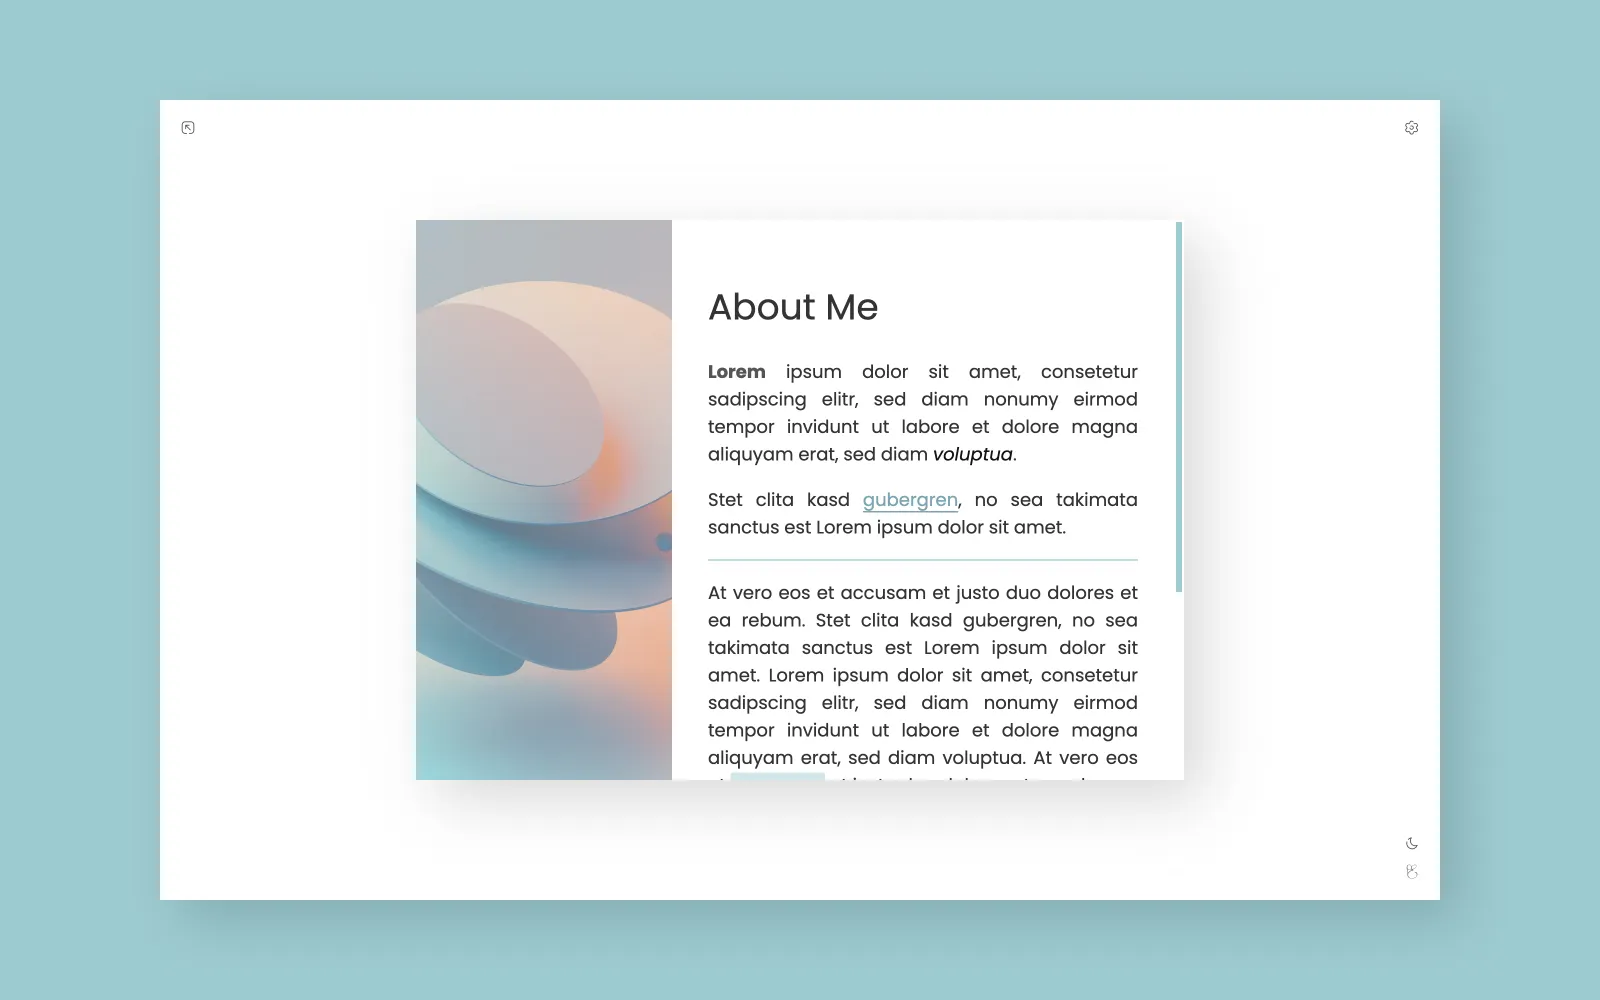 About Me
Lorem ipsum dolor sit amet, consetetur
sadipscing elitr, sed diam nonumy eirmod
tempor invidunt ut labore et dolore magna
aliquyam erat, sed diam voluptua.
Stet clita kasd gubergren, no sea takimata
sanctus est Lorem ipsum dolor sit amet.
At vero eos et accusam et justo duo dolores et
ea rebum. Stet clita kasd gubergren, no sea
takimata sanctus est Lorem ipsum dolor sit
amet. Lorem ipsum dolor sit amet, consetetur
sadipscing elitr, sed diam nonumy eirmod
tempor invidunt ut labore et dolore magna
aliquyam erat, sed diam voluptua. At vero eos